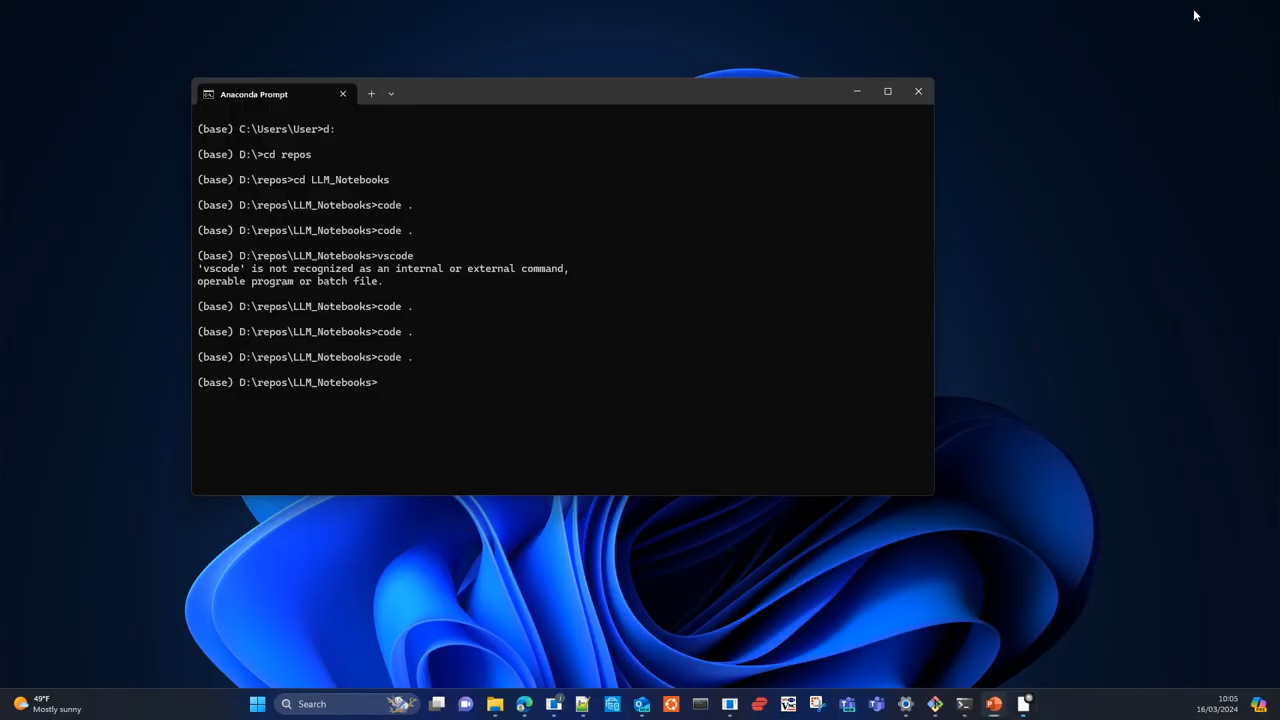 Anaconda Prompt
(base) C:\Users\User>d:
(base) D:\>cd repos
(base) D:\repos>cd LLM_Notebooks
(base) D:\repos\LLM_Notebooks>code .
(base) D:\repos\LLM_Notebooks>code .
(base) D:\repos\LLM_Notebooks>vscode
'vscode' is not recognized as an internal or external command,
operable program or batch file.
(base) D:\repos\LLM_Notebooks>code .
(base) D:\repos\LLM_Notebooks>code .
(base) D:\repos\LLM_Notebooks>code .
(base) D:\repos\LLM_Notebooks>
49°F
Mostly sunny
Search
10:05
16/03/2024